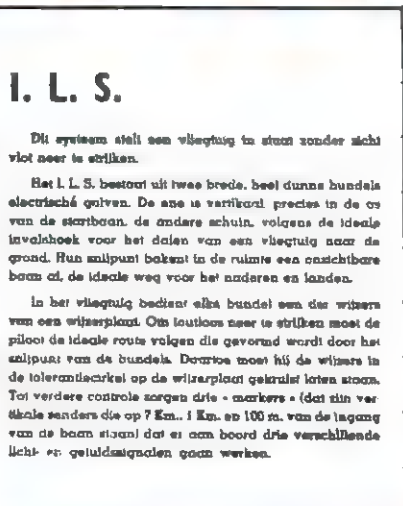 I. L. S.
Dit systeem stelt een vliegtuig in staat zonder zicht
vlot neer te strijken.
Het I. L. S. bestaat uit twee brede, heel dunne bundels
electrische golven. De ene is vertikaal, precies in de as
van de startbaan, de andere schuin, volgens de ideale
invalshoek voor het dalen van een vliegtuig naar de
grond. Hun snijpunt bakent in de ruimte een onzichtbare
baan af, de ideale weg voor het naderen en landen.
In het vliegtuig bedient elke bundel een der wijzers
van een wijzerplaat. Om foutloos neer te strijken moet de
piloot de ideale route volgen die gevormd wordt door het
snijpunt van de bundels. Daartoe moet hij de wijzers in
de tolerantiecirkel op de wijzerplaat gekruist laten staan.
Tot verdere controle zorgen drie « markers » (dat zijn ver-
tikale zenders die op 7 Km., 1 Km. en 100 m. van de ingang
van de baan staan) dat er aan boord drie verschillende
licht- en geluidssignalen gaan werken.